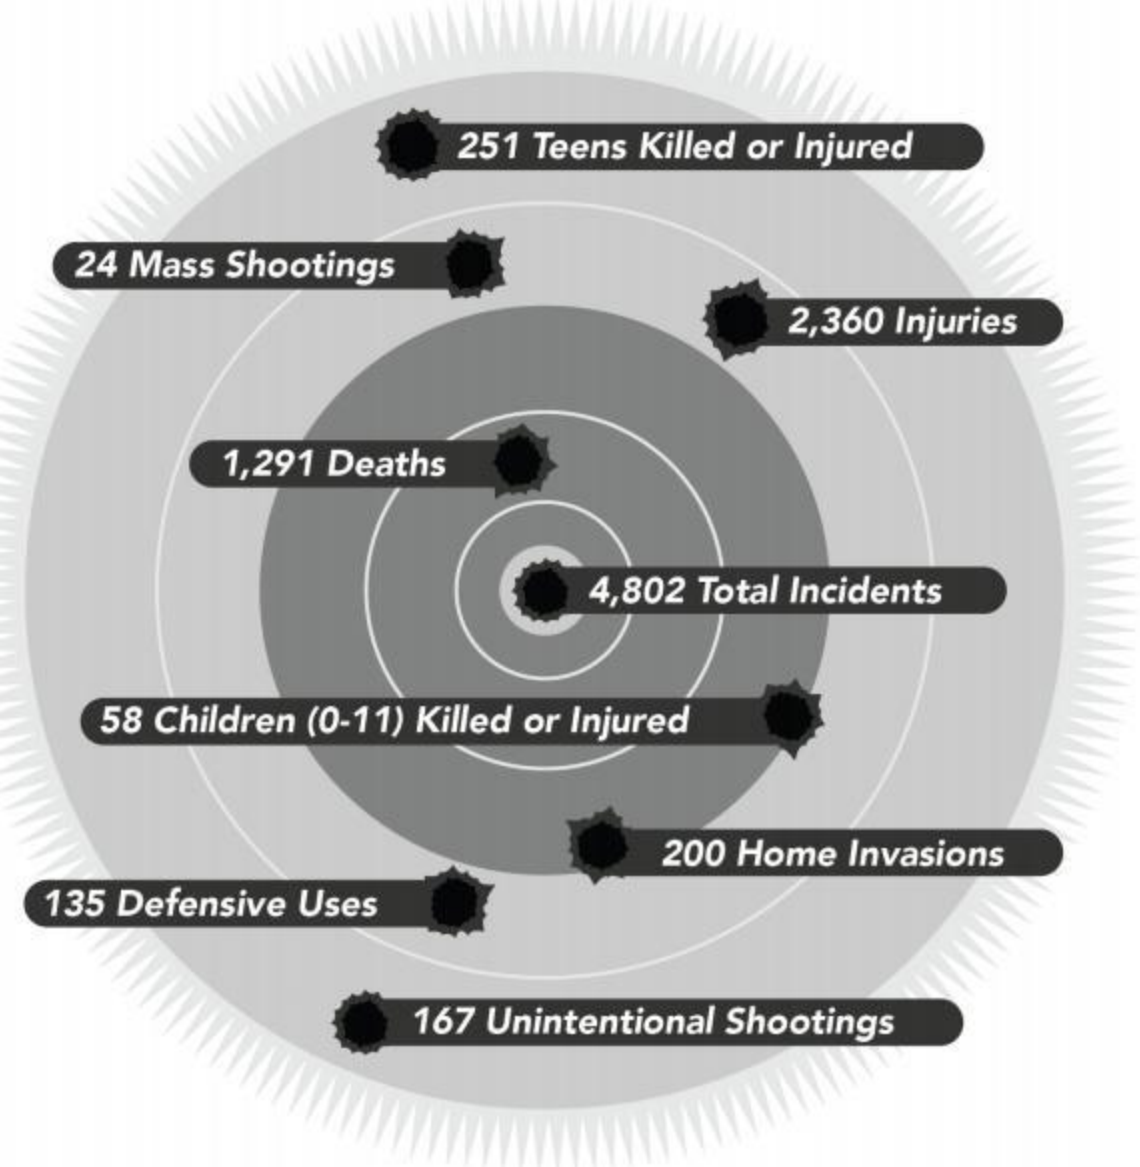 251 Teens Killed or Injured
24 Mass Shootings
2,360 Injuries
1,291 Deaths
4,802 Total Incidents
58 Children (0-11) Killed or Injured
200 Home Invasions
135 Defensive Uses
167 Unintentional Shootings